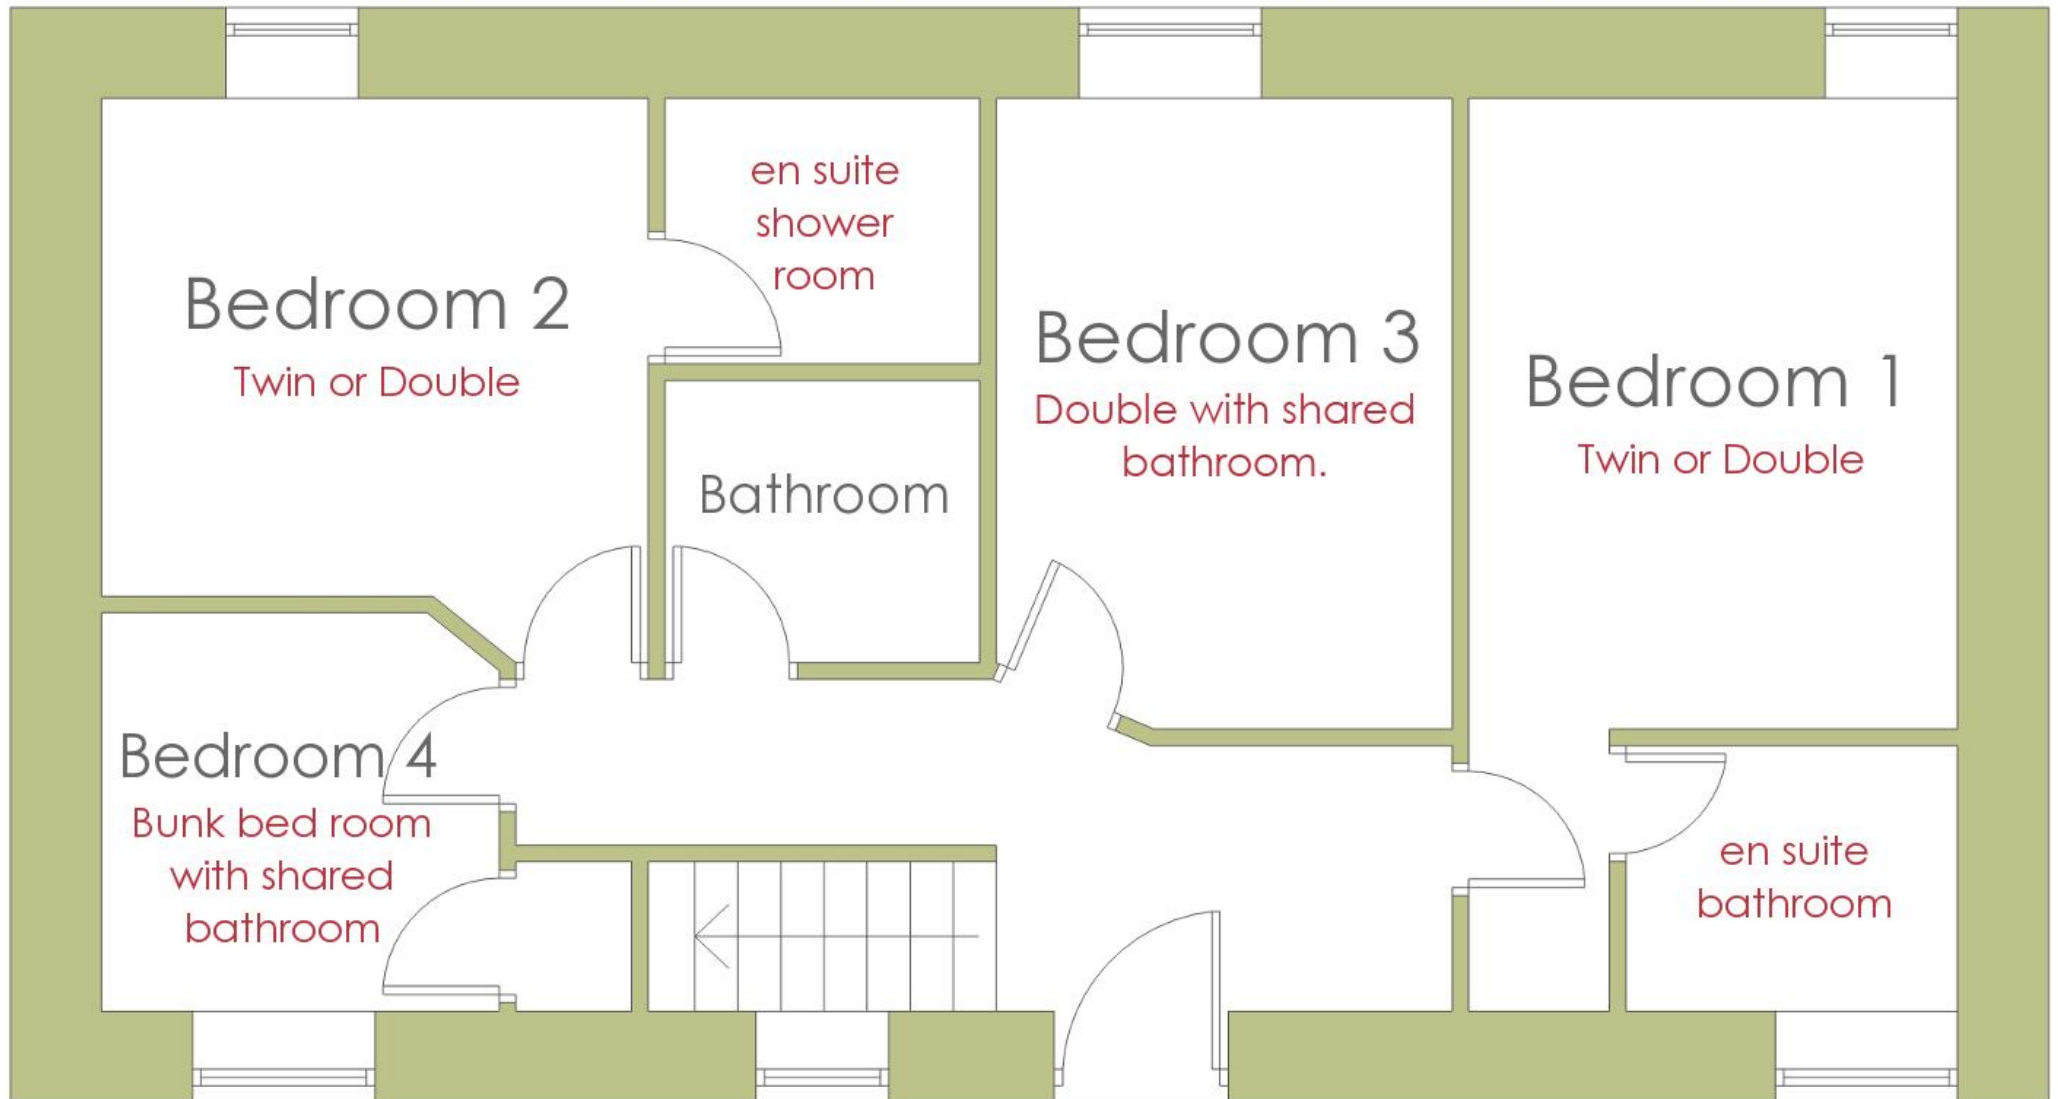 Bedroom 2
Twin or Double
en suite
shower
room
Bathroom
Bedroom 3
Double with shared
bathroom.
Bedroom 1
Twin or Double
Bedroom 4
Bunk bed room
with shared
bathroom
en suite
bathroom